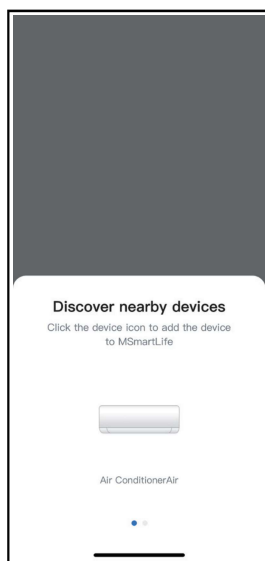 Discover nearby devices
Click the device icon to add the device
to MSmartLife
Air ConditionerAir